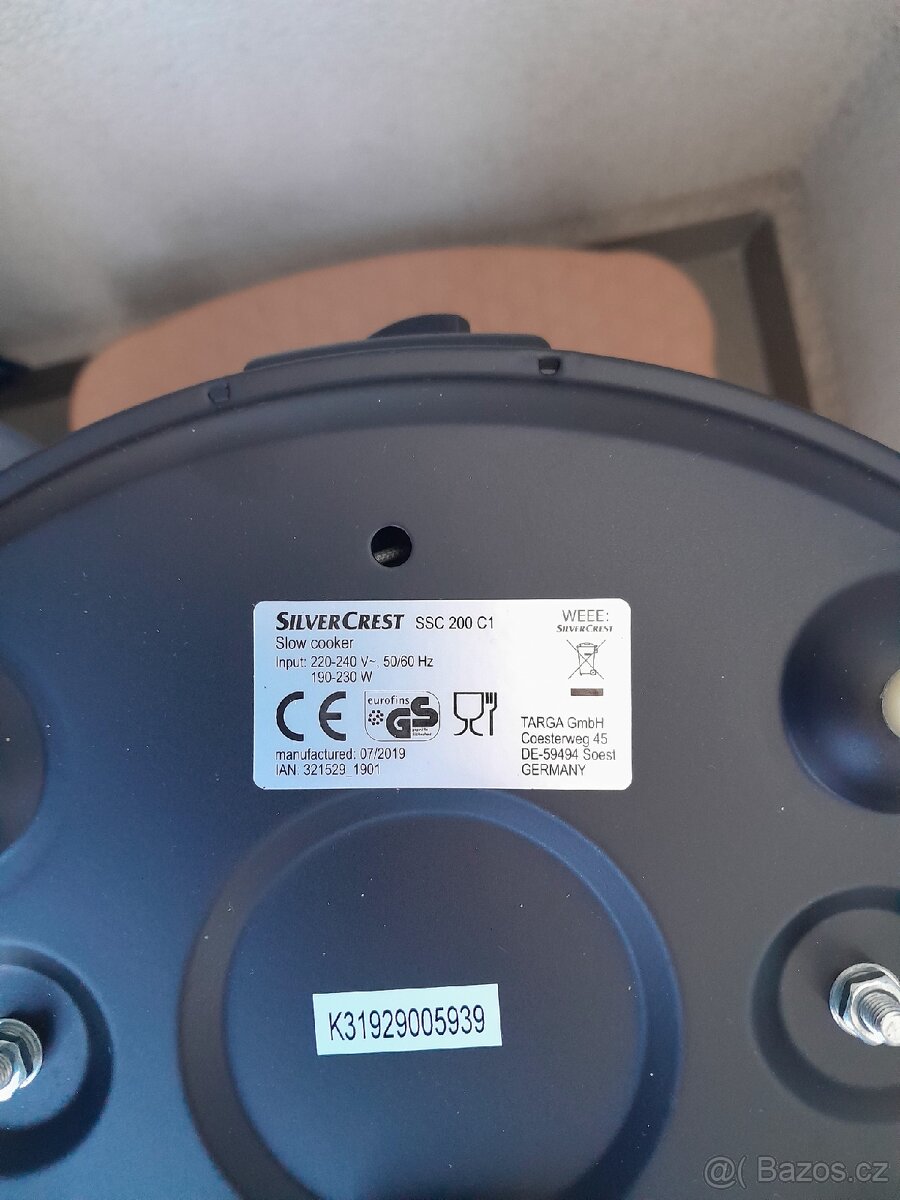 SILVERCREST SSC 200 C1
Slow cooker
Input: 220-240 V~, 50/60 Hz
190-230 W
WEEE:
SILVERCREST
CE
eurofins
GS
manufactured: 07/2019
IAN: 321529_1901
TARGA GmbH
Coesterweg 45
DE-59494 Soest
GERMANY
K31929005939
@( Bazos.cz